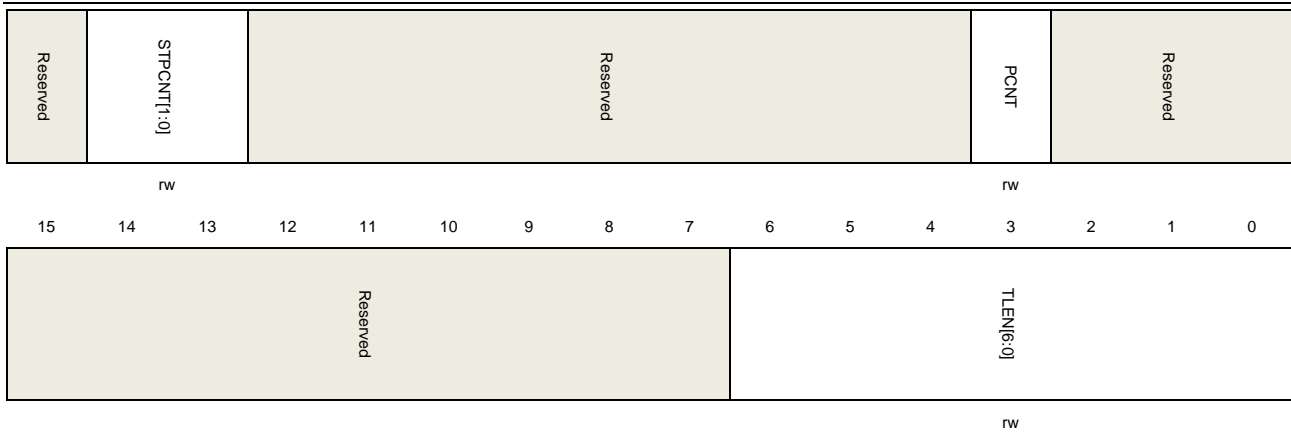 Reserved STPCNT[1:0] Reserved PCNT Reserved
rw rw
15 14 13 12 11 10 9 8 7 6 5 4 3 2 1 0
Reserved TLEN[6:0]
rw